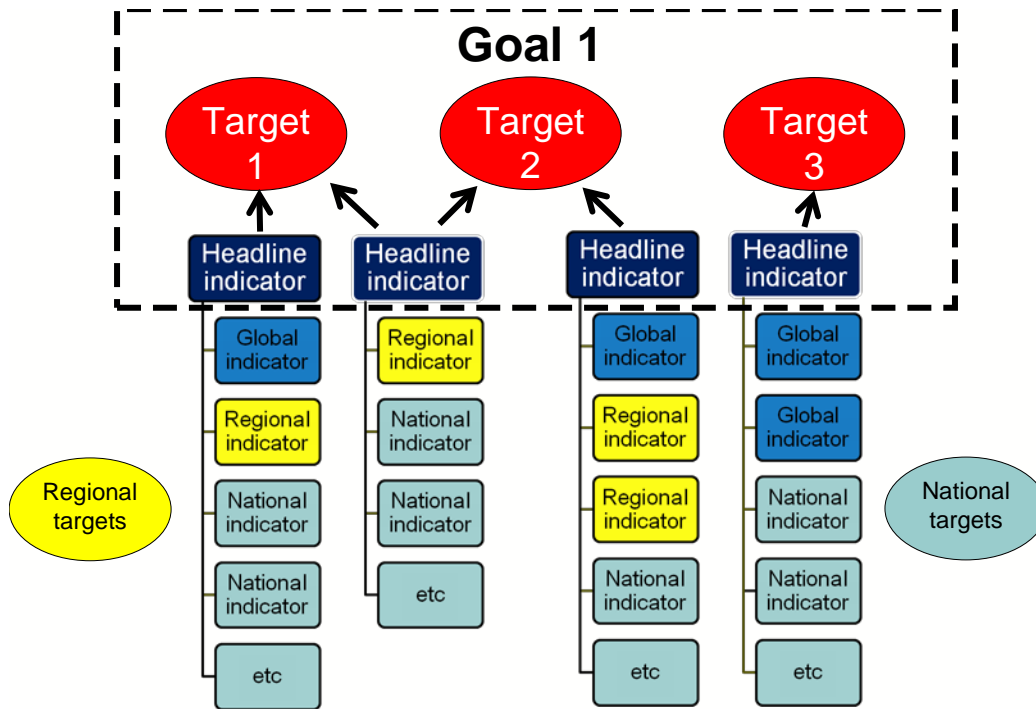 Goal 1
Target
1
Target
2
Target
3
Headline
indicator
Headline
indicator
Headline
indicator
Headline
indicator
Global
indicator
Regional
indicator
National
indicator
National
indicator
etc
Regional
indicator
National
indicator
National
indicator
etc
Global
indicator
Regional
indicator
Regional
indicator
National
indicator
etc
Global
indicator
Global
indicator
National
indicator
National
indicator
etc
Regional
targets
National
targets